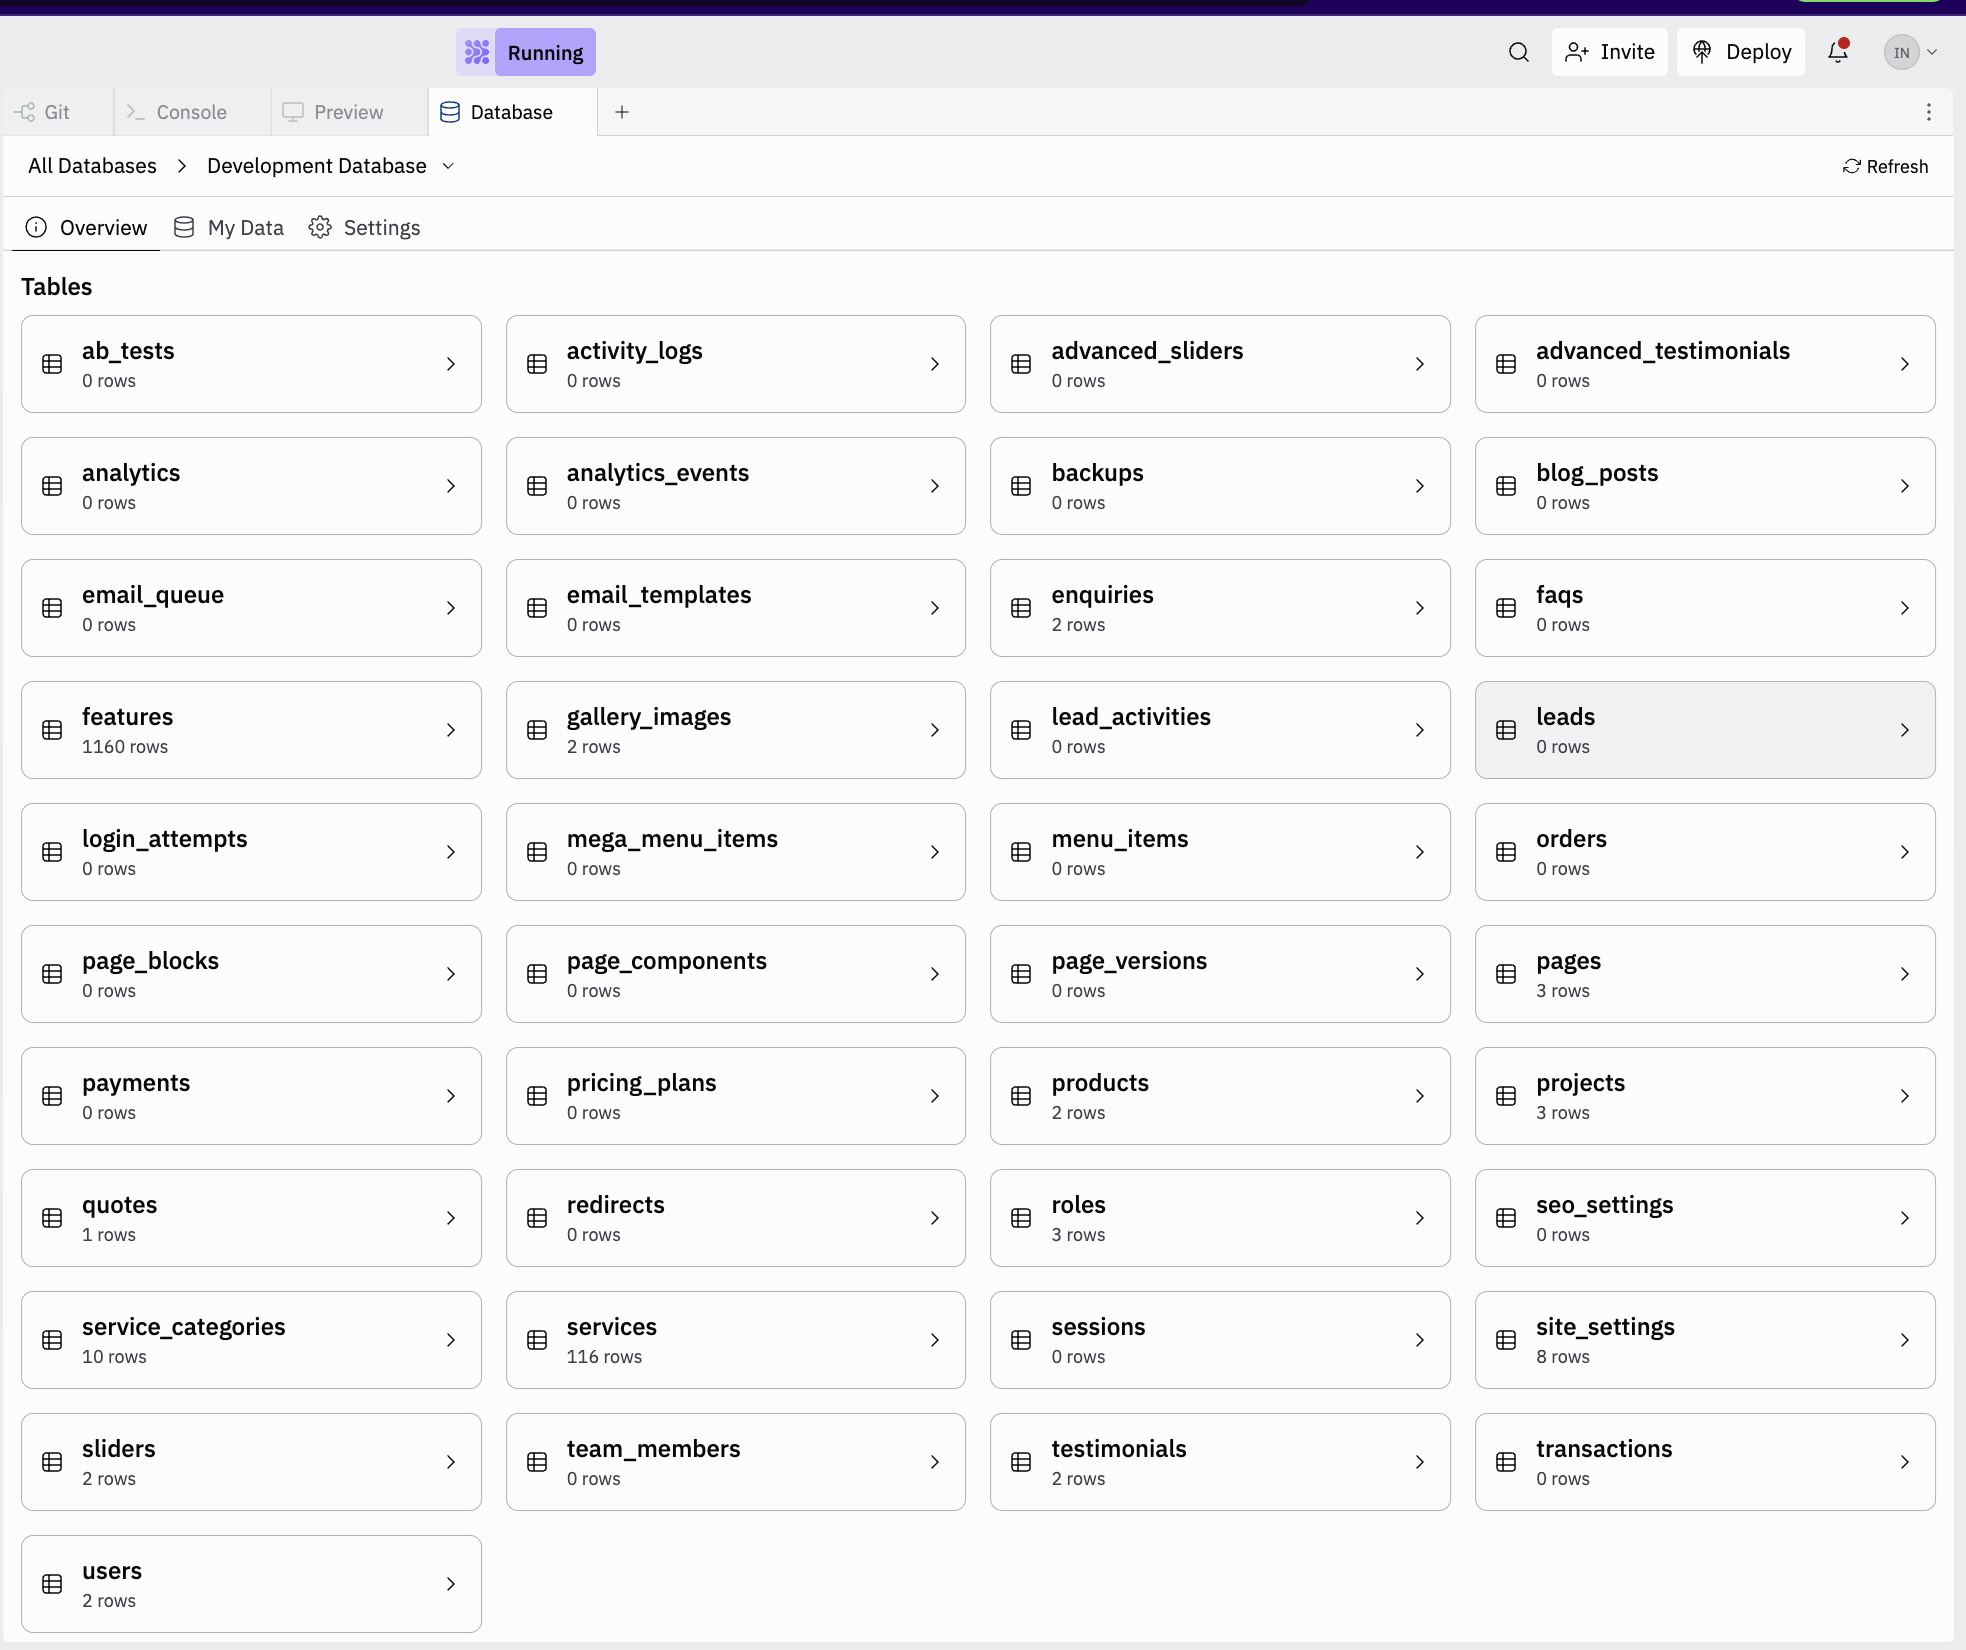 Running
Invite
Deploy
IN
Git
Console
Preview
Database
All Databases
Development Database
Refresh
Overview
My Data
Settings
Tables
ab_tests
0 rows
activity_logs
0 rows
advanced_sliders
0 rows
advanced_testimonials
0 rows
analytics
0 rows
analytics_events
0 rows
backups
0 rows
blog_posts
0 rows
email_queue
0 rows
email_templates
0 rows
enquiries
2 rows
faqs
0 rows
features
1160 rows
gallery_images
2 rows
lead_activities
0 rows
leads
0 rows
login_attempts
0 rows
mega_menu_items
0 rows
menu_items
0 rows
orders
0 rows
page_blocks
0 rows
page_components
0 rows
page_versions
0 rows
pages
3 rows
payments
0 rows
pricing_plans
0 rows
products
2 rows
projects
3 rows
quotes
1 rows
redirects
0 rows
roles
3 rows
seo_settings
0 rows
service_categories
10 rows
services
116 rows
sessions
0 rows
site_settings
8 rows
sliders
2 rows
team_members
0 rows
testimonials
2 rows
transactions
0 rows
users
2 rows